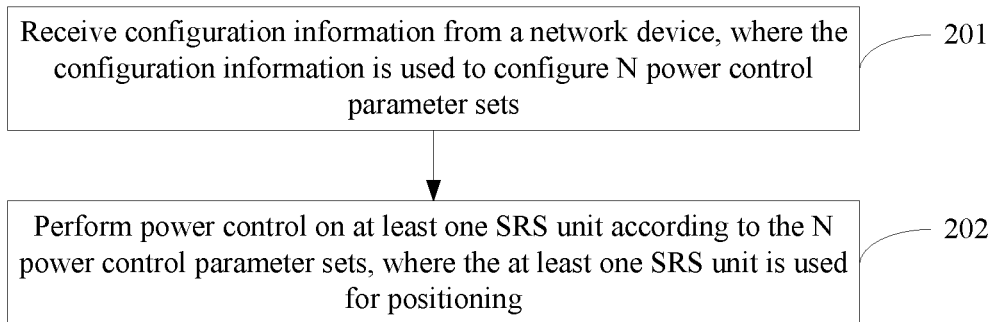 Receive configuration information from a network device, where the
configuration information is used to configure N power control
parameter sets
201
Perform power control on at least one SRS unit according to the N
power control parameter sets, where the at least one SRS unit is used
for positioning
202